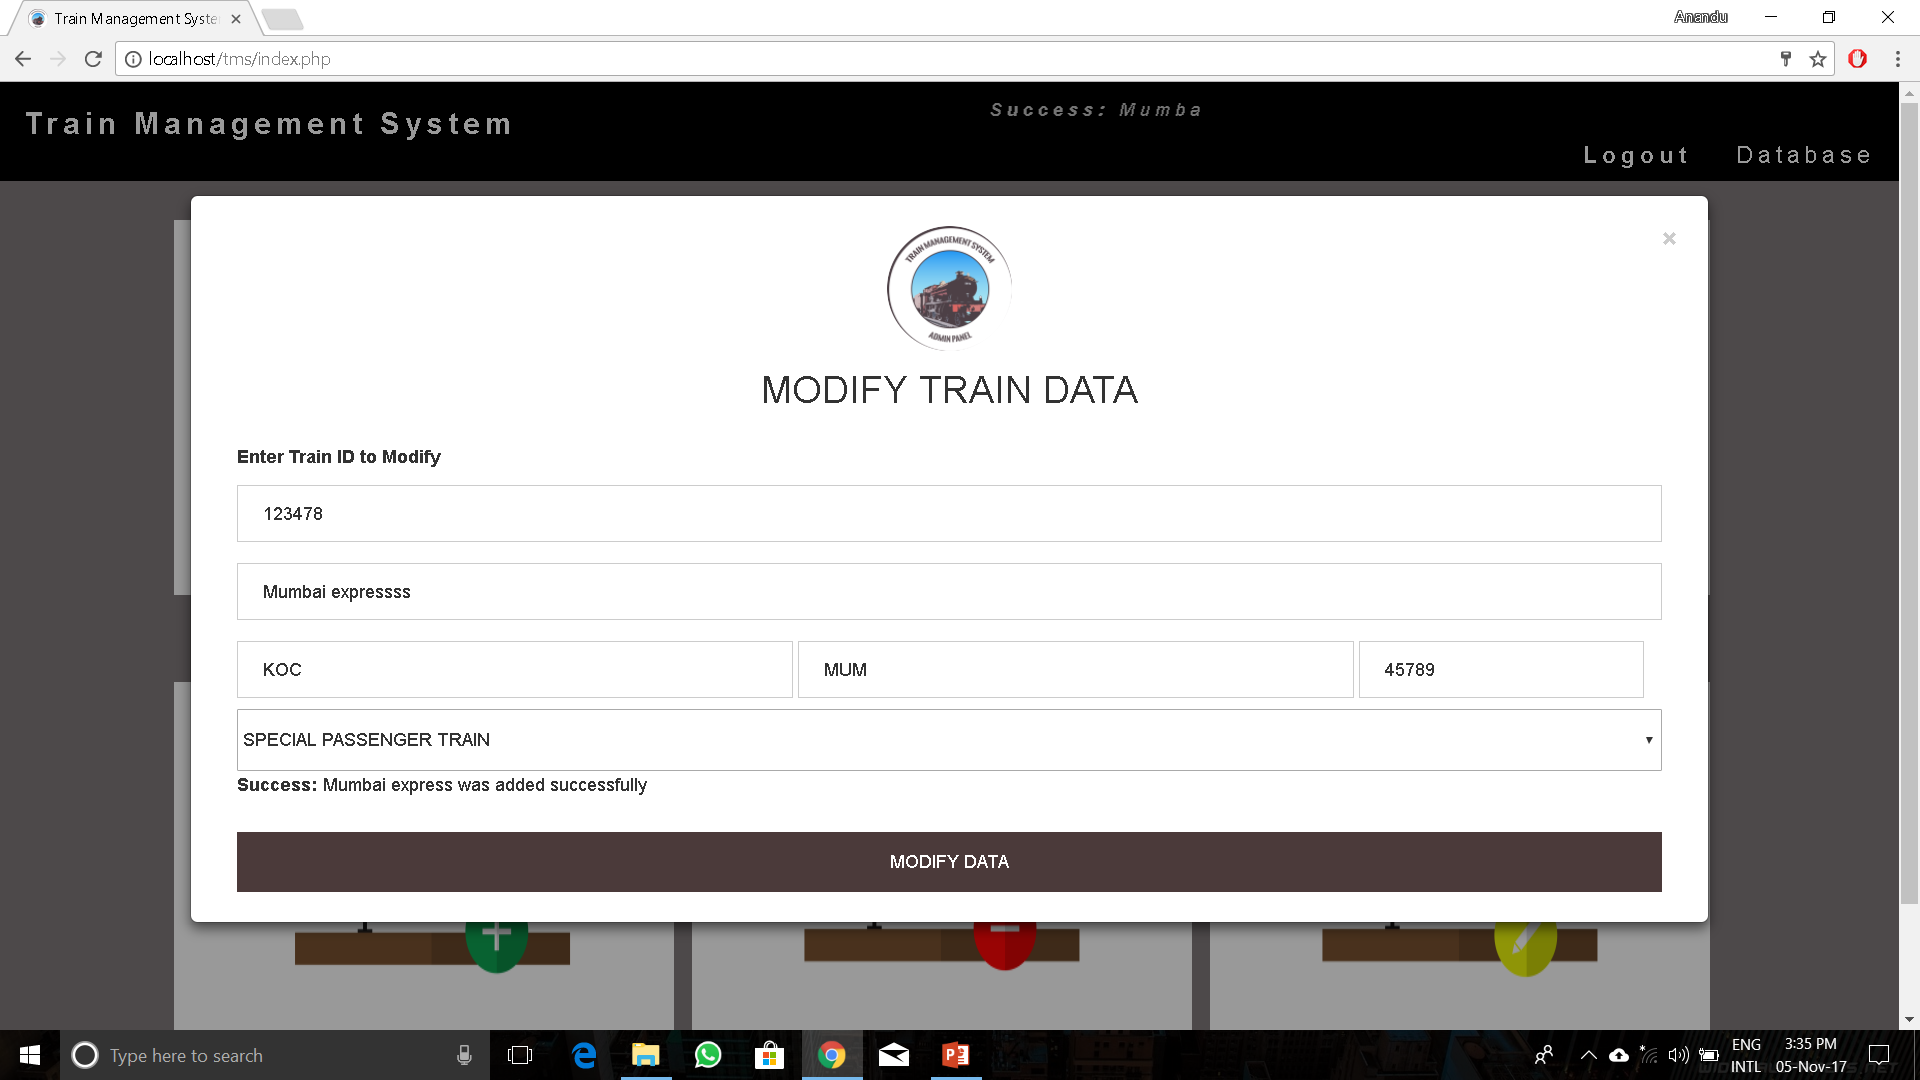 Train Management Syste
Anandu
localhost/tms/index.php
Train Management System
Success: Mumba
Logout
Database
TRAIN MANAGEMENT SYSTEM
ADMIN PANEL
MODIFY TRAIN DATA
Enter Train ID to Modify
123478
Mumbai expressss
KOC
MUM
45789
SPECIAL PASSENGER TRAIN
Success: Mumbai express was added successfully
MODIFY DATA
Type here to search
ENG
INTL
3:35 PM
05-Nov-17